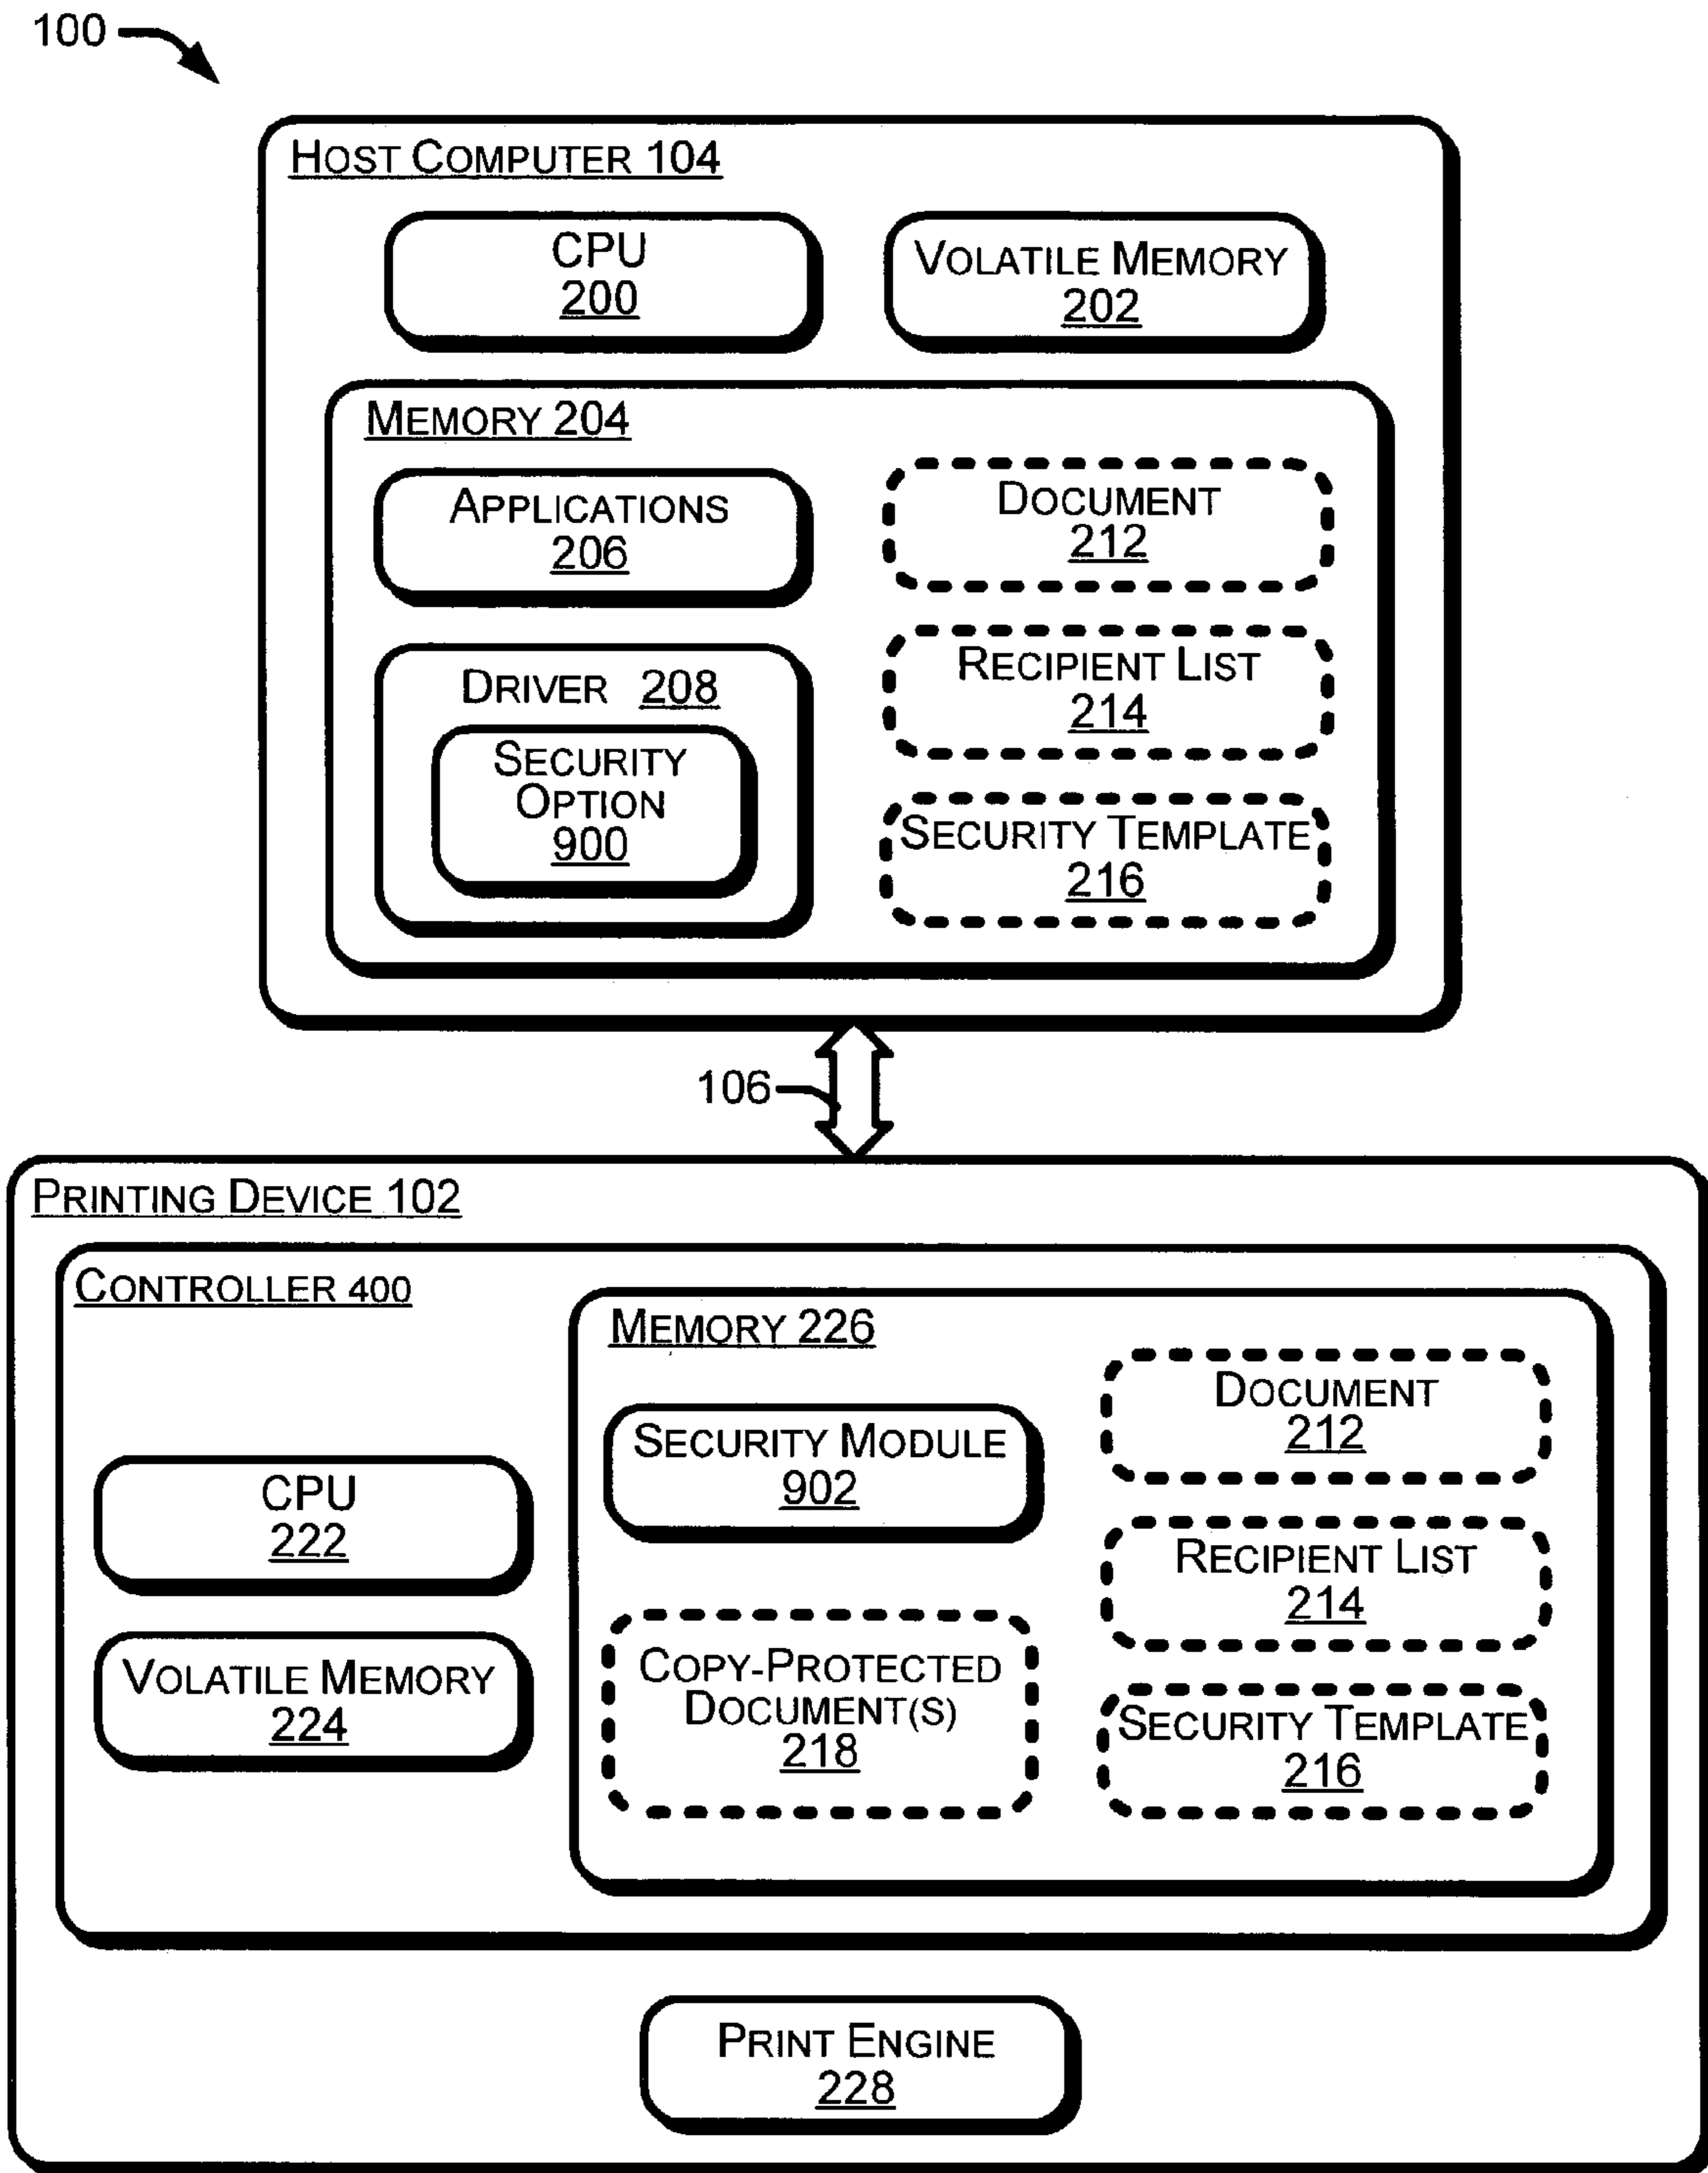 100
HOST COMPUTER 104
CPU
200
VOLATILE MEMORY
202
MEMORY 204
APPLICATIONS
206
DRIVER 208
SECURITY
OPTION
900
DOCUMENT
212
RECIPIENT LIST
214
SECURITY TEMPLATE
216
106
PRINTING DEVICE 102
CONTROLLER 400
CPU
222
VOLATILE MEMORY
224
MEMORY 226
SECURITY MODULE
902
COPY-PROTECTED
DOCUMENT(S)
218
DOCUMENT
212
RECIPIENT LIST
214
SECURITY TEMPLATE
216
PRINT ENGINE
228